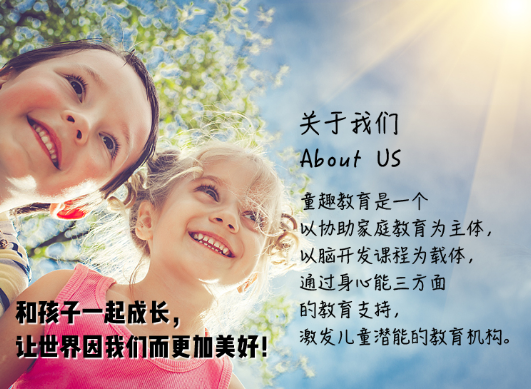 关于我们
About US
童趣教育是一个
以协助家庭教育为主体，
以脑开发课程为载体，
通过身心能三方面
的教育支持，
激发儿童潜能的教育机构。
和孩子一起成长，
让世界因我们而更加美好！